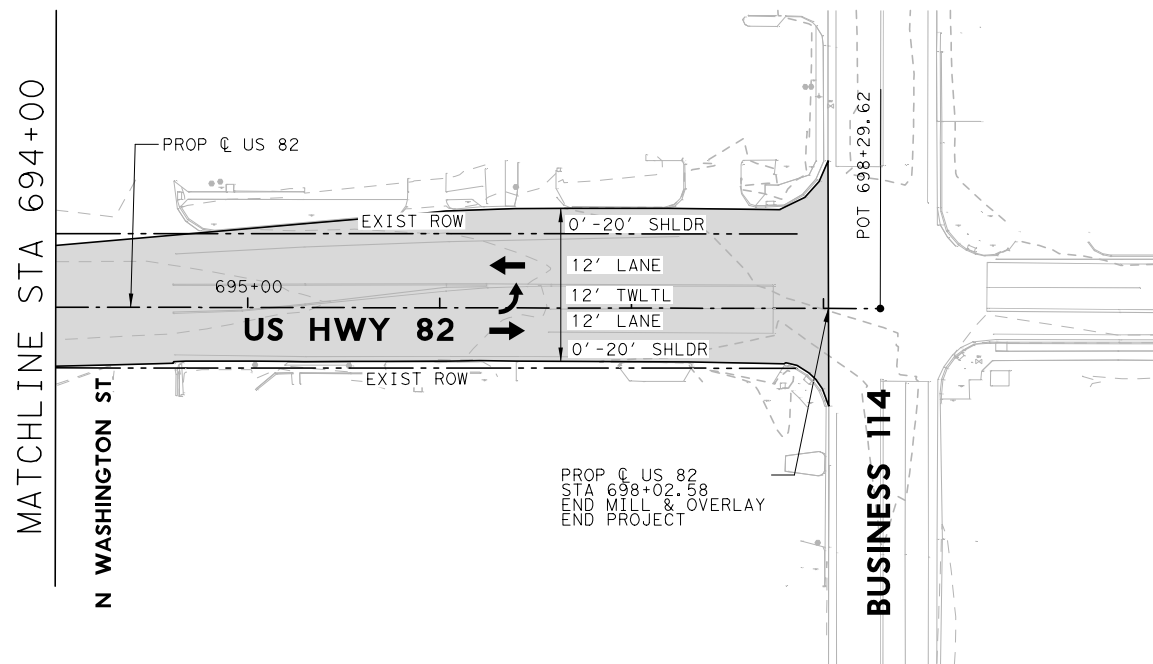 MATCHLINE STA 694+00
PROP ℄ US 82
POT 698+29.62
EXIST ROW
0'-20' SHLDR
12' LANE
695+00
12' TWLTL
US HWY 82
12' LANE
0'-20' SHLDR
EXIST ROW
N WASHINGTON ST
BUSINESS 114
PROP ℄ US 82
STA 698+02.58
END MILL & OVERLAY
END PROJECT